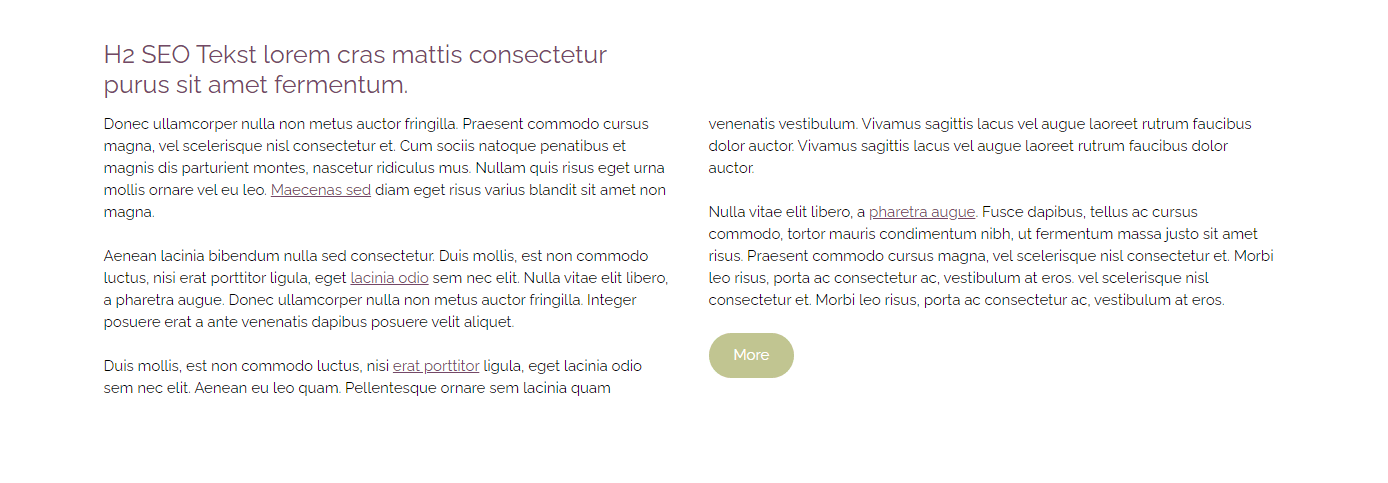 H2 SEO Tekst lorem cras mattis consectetur
purus sit amet fermentum.
Donec ullamcorper nulla non metus auctor fringilla. Praesent commodo cursus
magna, vel scelerisque nisl consectetur et. Cum sociis natoque penatibus et
magnis dis parturient montes, nascetur ridiculus mus. Nullam quis risus eget urna
mollis ornare vel eu leo. Maecenas sed diam eget risus varius blandit sit amet non
magna.
Aenean lacinia bibendum nulla sed consectetur. Duis mollis, est non commodo
luctus, nisi erat porttitor ligula, eget lacinia odio sem nec elit. Nulla vitae elit libero,
a pharetra augue. Donec ullamcorper nulla non metus auctor fringilla. Integer
posuere erat a ante venenatis dapibus posuere velit aliquet.
Duis mollis, est non commodo luctus, nisi erat porttitor ligula, eget lacinia odio
sem nec elit. Aenean eu leo quam. Pellentesque ornare sem lacinia quam
venenatis vestibulum. Vivamus sagittis lacus vel augue laoreet rutrum faucibus
dolor auctor. Vivamus sagittis lacus vel augue laoreet rutrum faucibus dolor
auctor.
Nulla vitae elit libero, a pharetra augue. Fusce dapibus, tellus ac cursus
commodo, tortor mauris condimentum nibh, ut fermentum massa justo sit amet
risus. Praesent commodo cursus magna, vel scelerisque nisl consectetur et. Morbi
leo risus, porta ac consectetur ac, vestibulum at eros. vel scelerisque nisl
consectetur et. Morbi leo risus, porta ac consectetur ac, vestibulum at eros.
More